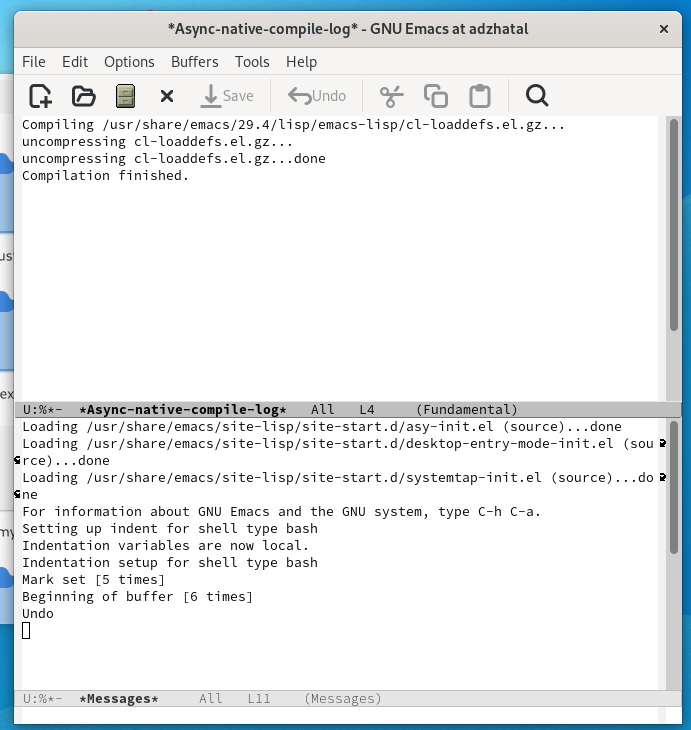 *Async-native-compile-log* - GNU Emacs at adzhatal
File Edit Options Buffers Tools Help
Save Undo
Compiling /usr/share/emacs/29.4/lisp/emacs-lisp/cl-loaddefs.el.gz...
uncompressing cl-loaddefs.el.gz...
uncompressing cl-loaddefs.el.gz...done
Compilation finished.
U:%*- *Async-native-compile-log* All L4 (Fundamental)
Loading /usr/share/emacs/site-lisp/site-start.d/asy-init.el (source)...done
Loading /usr/share/emacs/site-lisp/site-start.d/desktop-entry-mode-init.el (sou
rce)...done
Loading /usr/share/emacs/site-lisp/site-start.d/systemtap-init.el (source)...do
ne
For information about GNU Emacs and the GNU system, type C-h C-a.
Setting up indent for shell type bash
Indentation variables are now local.
Indentation setup for shell type bash
Mark set [5 times]
Beginning of buffer [6 times]
Undo
U:%*- *Messages* All L11 (Messages)